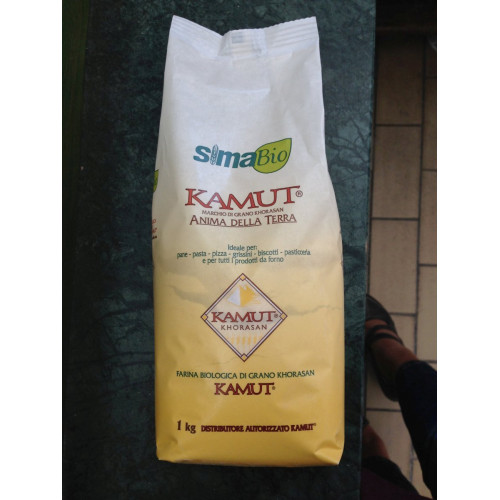 simaBio
KAMUT®
MARCHIO DI GRANO KHORASAN
ANIMA DELLA TERRA
Ideale per:
pane - pasta - pizza - grissini - biscotti - pasticceria
e per tutti i prodotti da forno
KAMUT®
KHORASAN
FARINA BIOLOGICA DI GRANO KHORASAN
KAMUT®
1 kg DISTRIBUTORE AUTORIZZATO KAMUT®